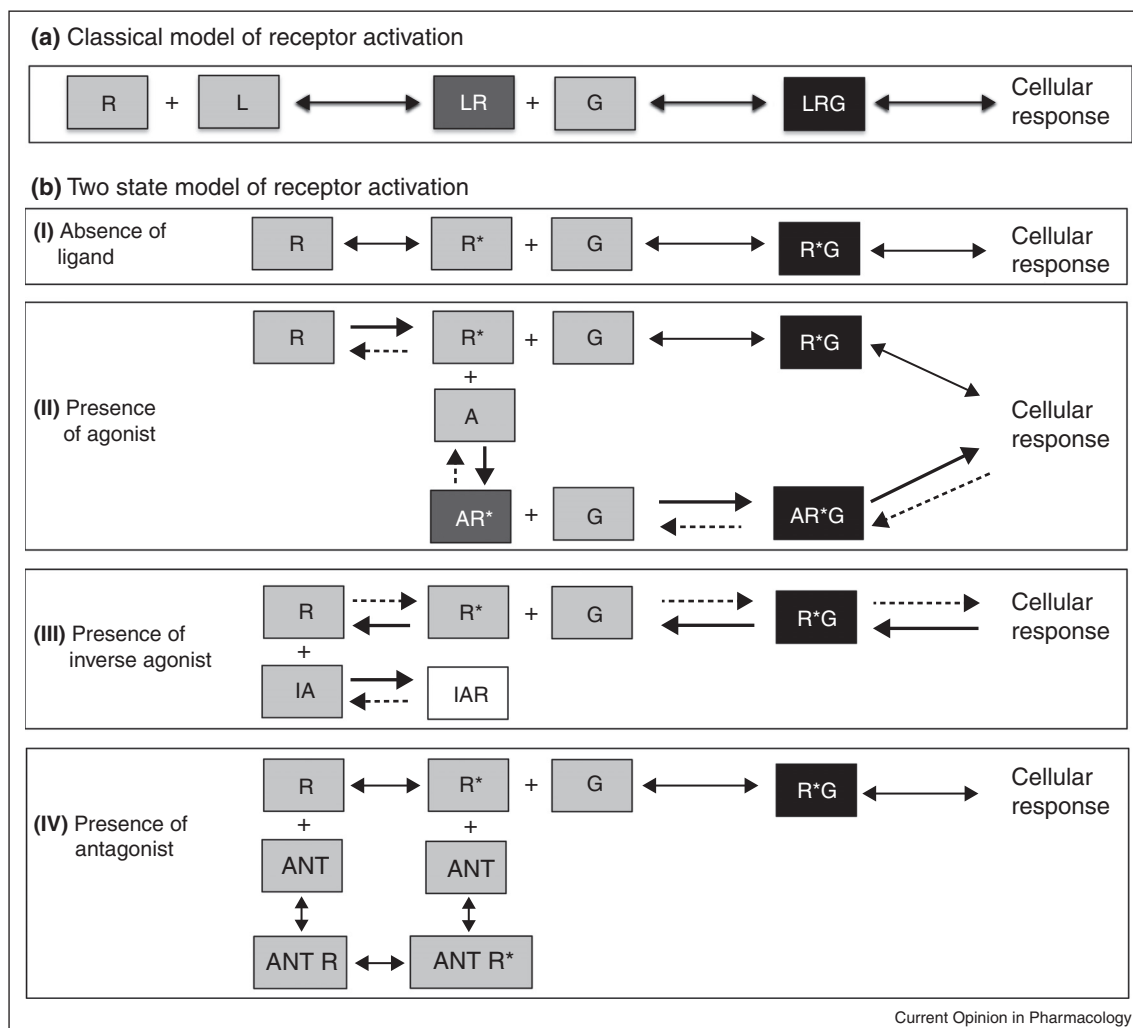 (a) Classical model of receptor activation
R + L LR + G LRG Cellular
response
(b) Two state model of receptor activation
(I) Absence of
ligand
R R* + G R*G Cellular
response
(II) Presence
of agonist
R R* + G R*G
+
A
Cellular
response
AR* + G AR*G
(III) Presence of
inverse agonist
R R* + G R*G Cellular
response
+
IA IAR
(IV) Presence of
antagonist
R R* + G R*G Cellular
response
+ +
ANT ANT
ANT R ANT R*
Current Opinion in Pharmacology